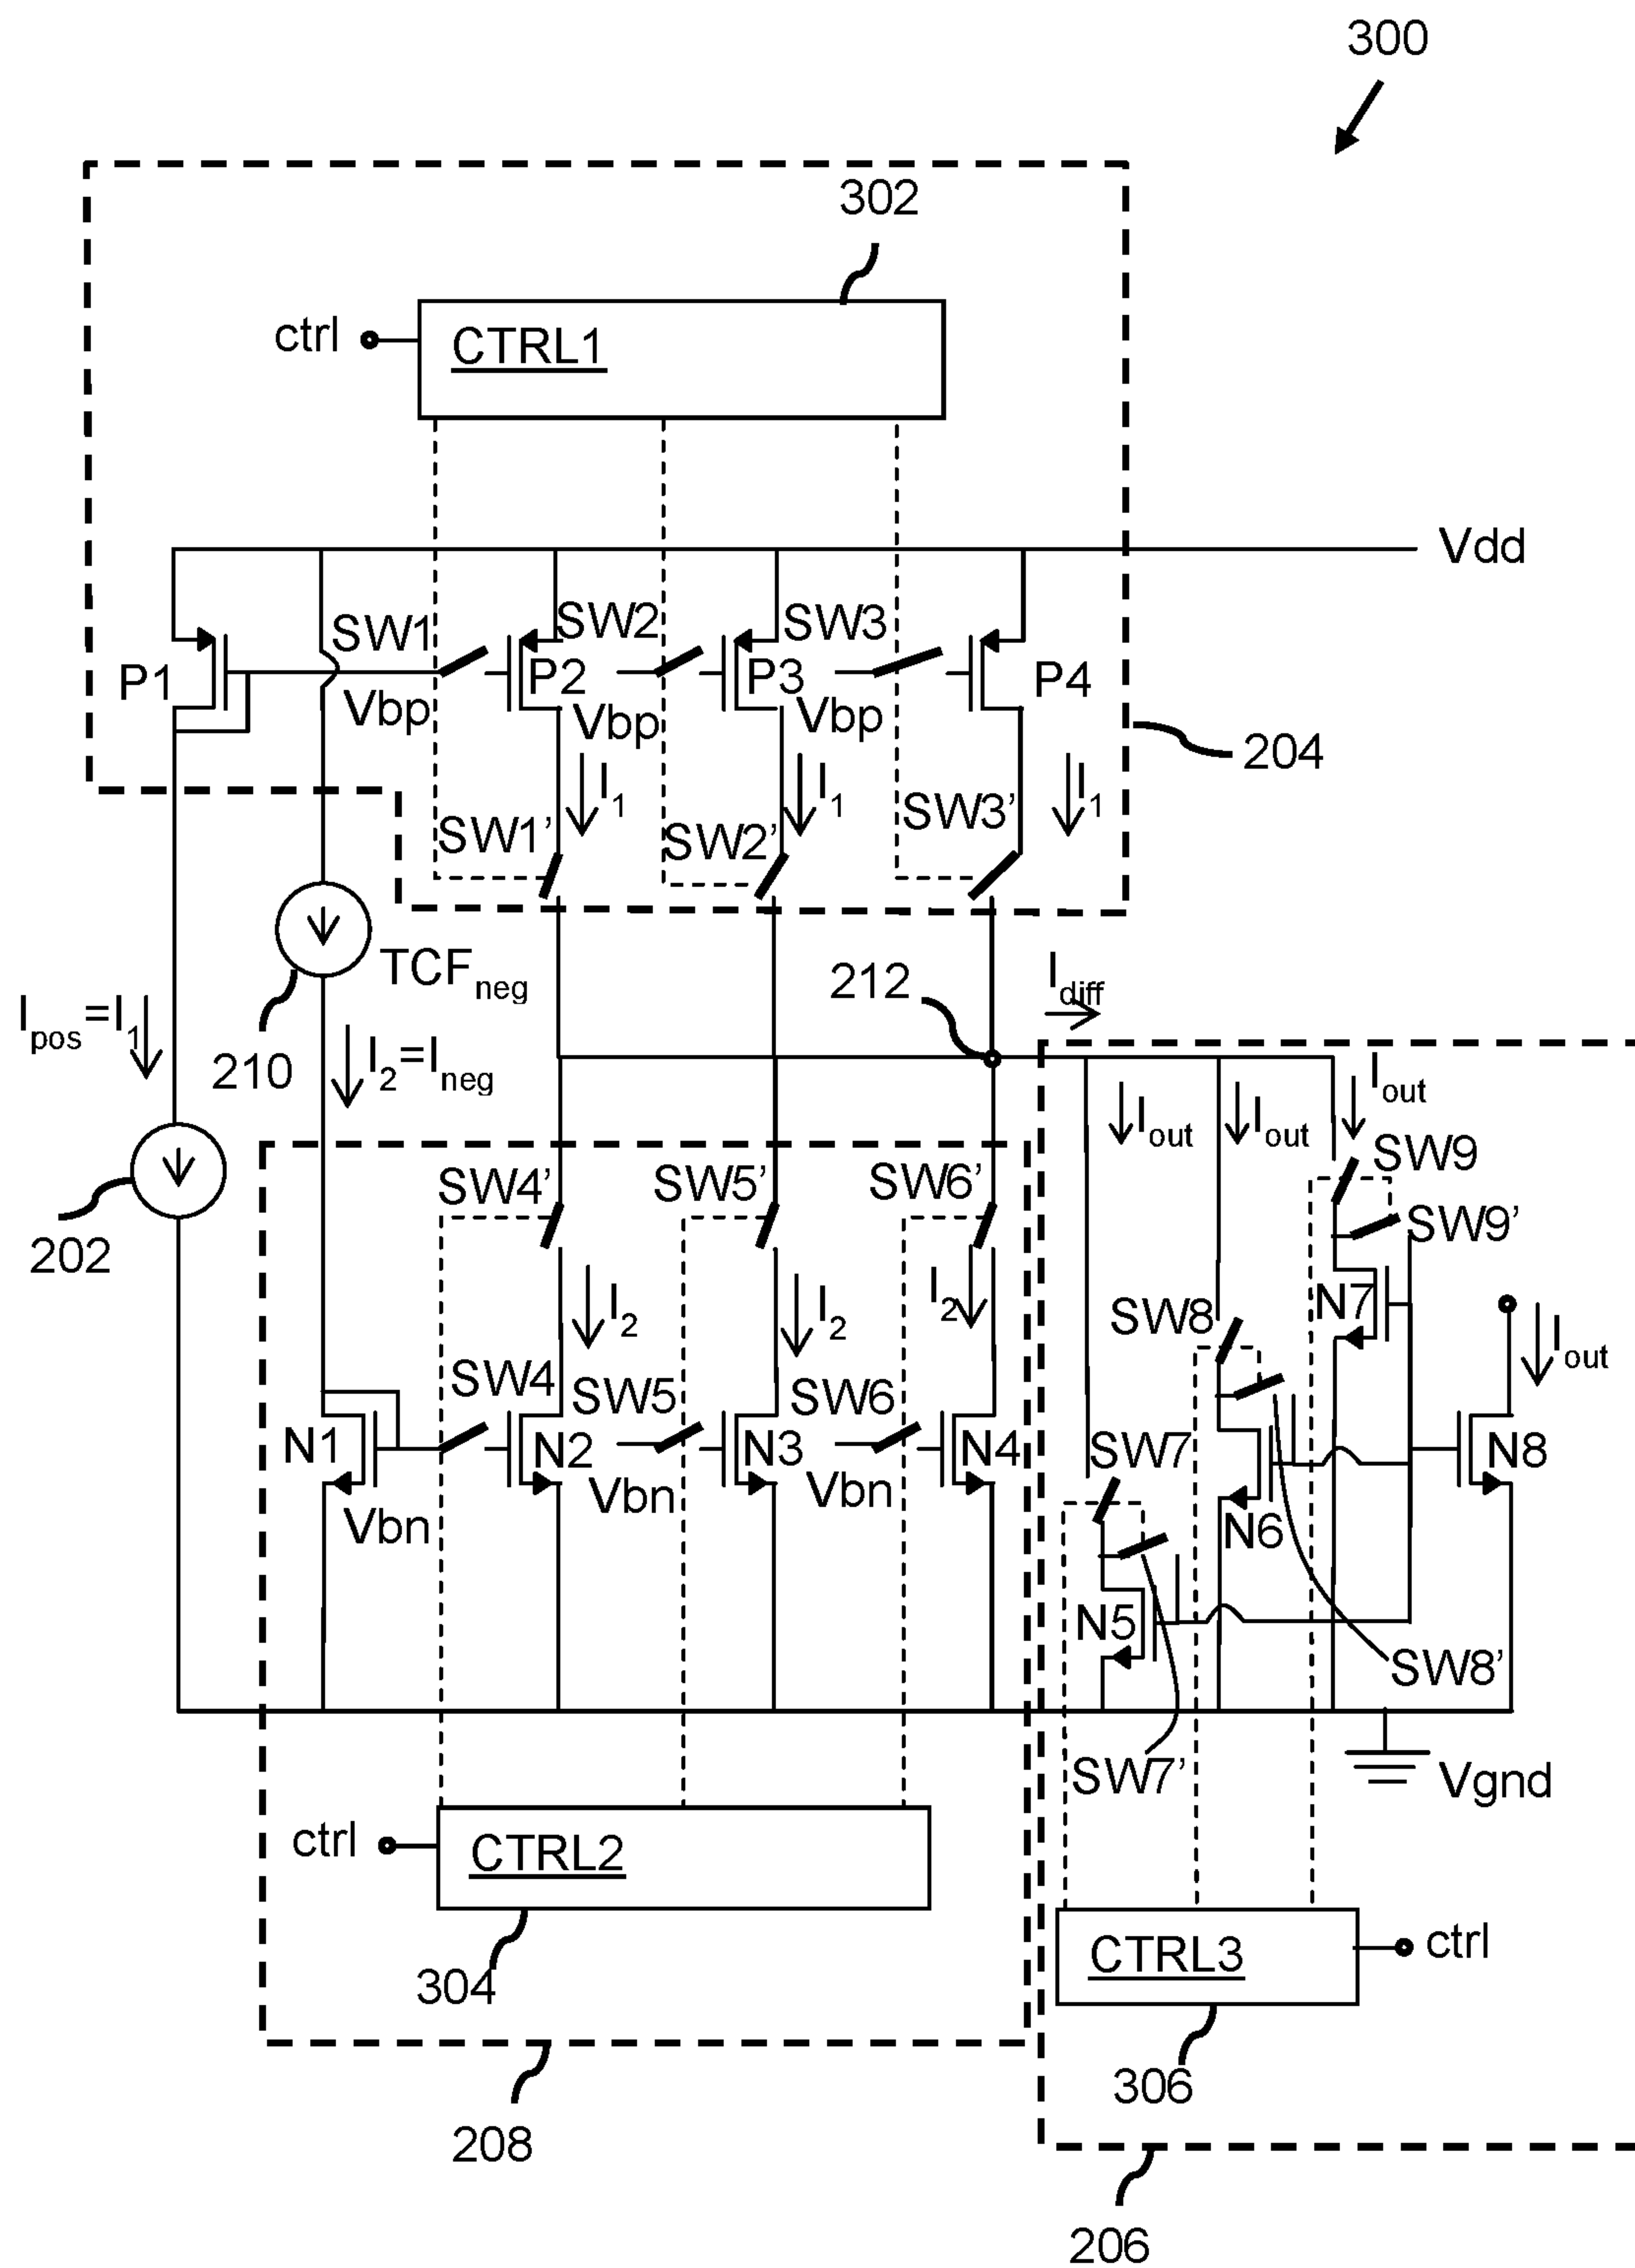 300
302
ctrl
CTRL1
Vdd
SW1
SW2
SW3
P1
P2
P3
P4
Vbp
Vbp
Vbp
204
I1
I1
I1
SW1'
SW2'
SW3'
TCFneg
212
Idiff
Ipos=I1
210
I2=Ineg
Iout
Iout
Iout
202
SW4'
SW5'
SW6'
SW9
SW9'
I2
I2
I2
SW8
N7
Iout
SW4
SW5
SW6
N1
N2
N3
N4
SW7
N8
Vbn
Vbn
Vbn
N6
N5
SW8'
SW7'
Vgnd
ctrl
CTRL2
CTRL3
ctrl
304
306
208
206